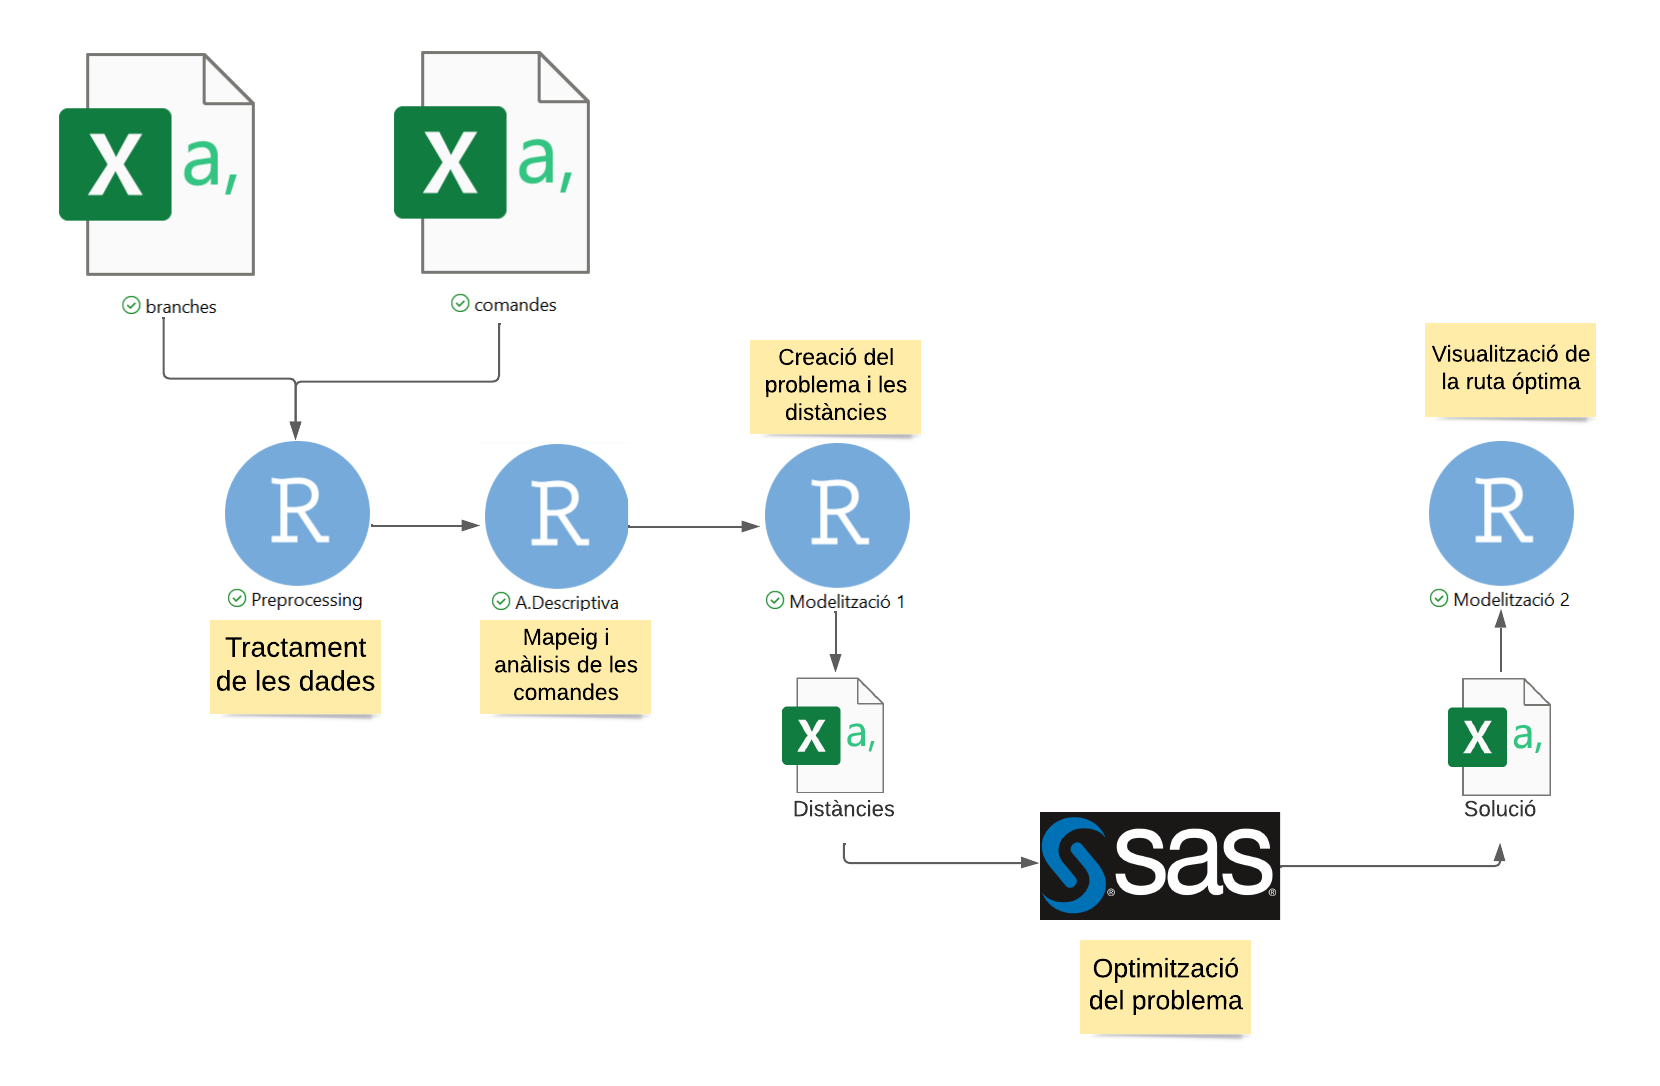 X a,
X a,
branches
comandes
Creació del
problema i les
distàncies
Visualització de
la ruta óptima
R
R
R
R
Preprocessing
A.Descriptiva
Modelització 1
Modelització 2
Tractament
de les dades
Mapeig i
anàlisis de les
comandes
X a,
X a,
Distàncies
Solució
sas
Optimització
del problema